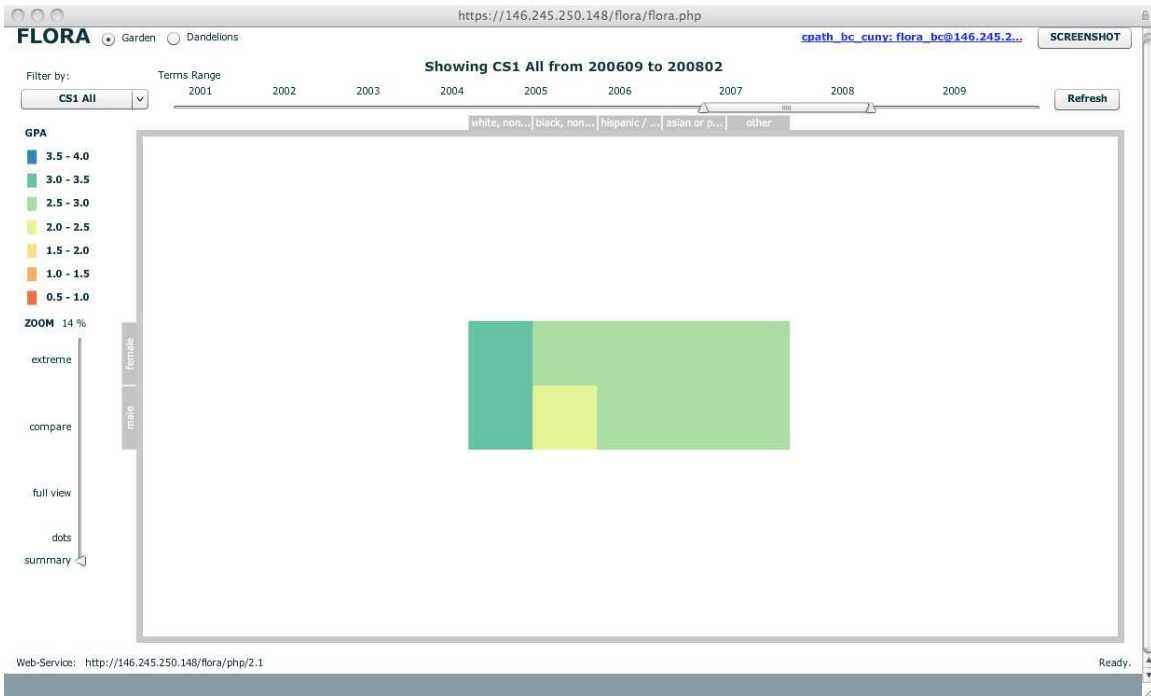 https://146.245.250.148/flora/flora.php
FLORA Garden Dandelions cpath_bc_cuny: flora_bc@146.245.2... SCREENSHOT
Showing CS1 All from 200609 to 200802
Filter by: Terms Range
CS1 All 2001 2002 2003 2004 2005 2006 2007 2008 2009 Refresh
white, non... black, non... hispanic / ... asian or p... other
GPA
3.5 - 4.0
3.0 - 3.5
2.5 - 3.0
2.0 - 2.5
1.5 - 2.0
1.0 - 1.5
0.5 - 1.0
ZOOM 14 %
extreme
female
compare
male
full view
dots
summary
Web-Service: http://146.245.250.148/flora/php/2.1 Ready.